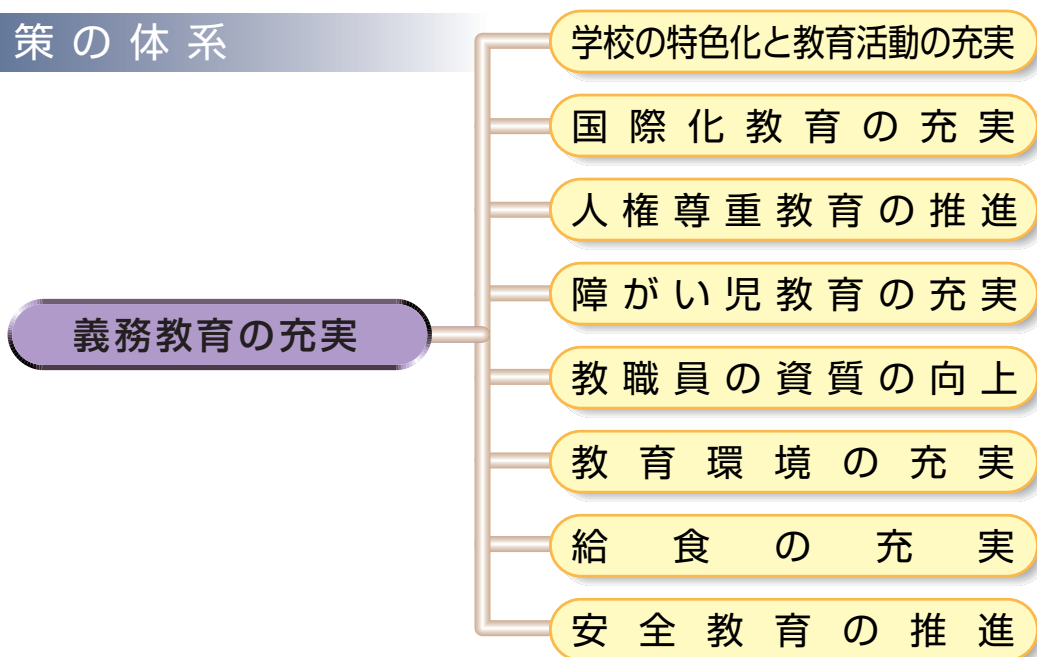 策の体系
学校の特色化と教育活動の充実
国際化教育の充実
人権尊重教育の推進
障がい児教育の充実
義務教育の充実
教職員の資質の向上
教育環境の充実
給食の充実
安全教育の推進